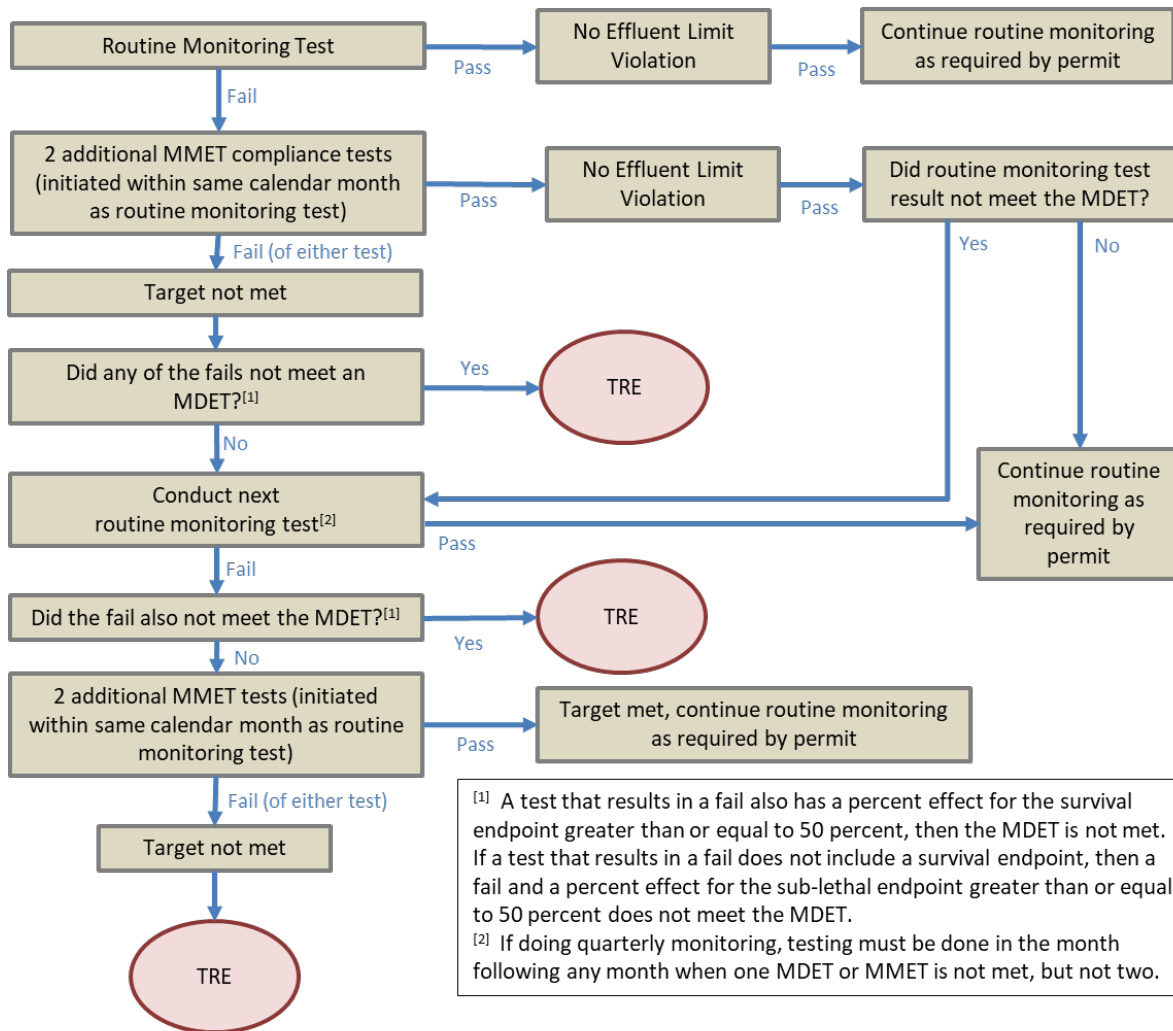 Routine Monitoring Test
Pass
No Effluent Limit
Violation
Pass
Continue routine monitoring
as required by permit
Fail
2 additional MMET compliance tests
(initiated within same calendar month
as routine monitoring test)
Pass
No Effluent Limit
Violation
Pass
Did routine monitoring test
result not meet the MDET?
Fail (of either test)
Yes
No
Target not met
Did any of the fails not meet an
MDET?[1]
Yes
TRE
No
Conduct next
routine monitoring test[2]
Pass
Continue routine
monitoring as
required by
permit
Fail
Did the fail also not meet the MDET?[1]
Yes
TRE
No
2 additional MMET tests (initiated
within same calendar month as routine
monitoring test)
Pass
Target met, continue routine monitoring
as required by permit
Fail (of either test)
Target not met
TRE
[1] A test that results in a fail also has a percent effect for the survival
endpoint greater than or equal to 50 percent, then the MDET is not met.
If a test that results in a fail does not include a survival endpoint, then a
fail and a percent effect for the sub-lethal endpoint greater than or equal
to 50 percent does not meet the MDET.
[2] If doing quarterly monitoring, testing must be done in the month
following any month when one MDET or MMET is not met, but not two.